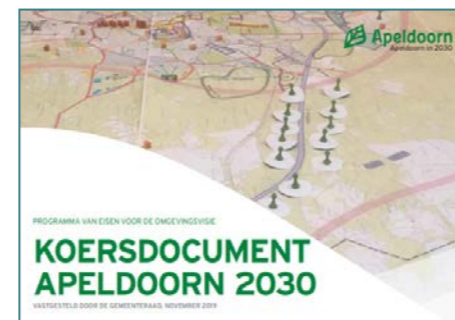 Apeldoorn
Apeldoorn in 2030
PROGRAMMA VAN EISEN VOOR DE OMGEVINGSVISIE
KOERSDOCUMENT
APELDOORN 2030
VASTGESTELD DOOR DE GEMEENTERAAD, NOVEMBER 2019